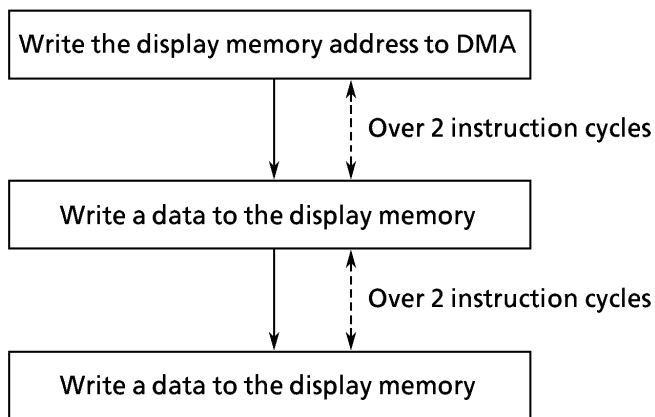 Write the display memory address to DMA
Over 2 instruction cycles
Write a data to the display memory
Over 2 instruction cycles
Write a data to the display memory